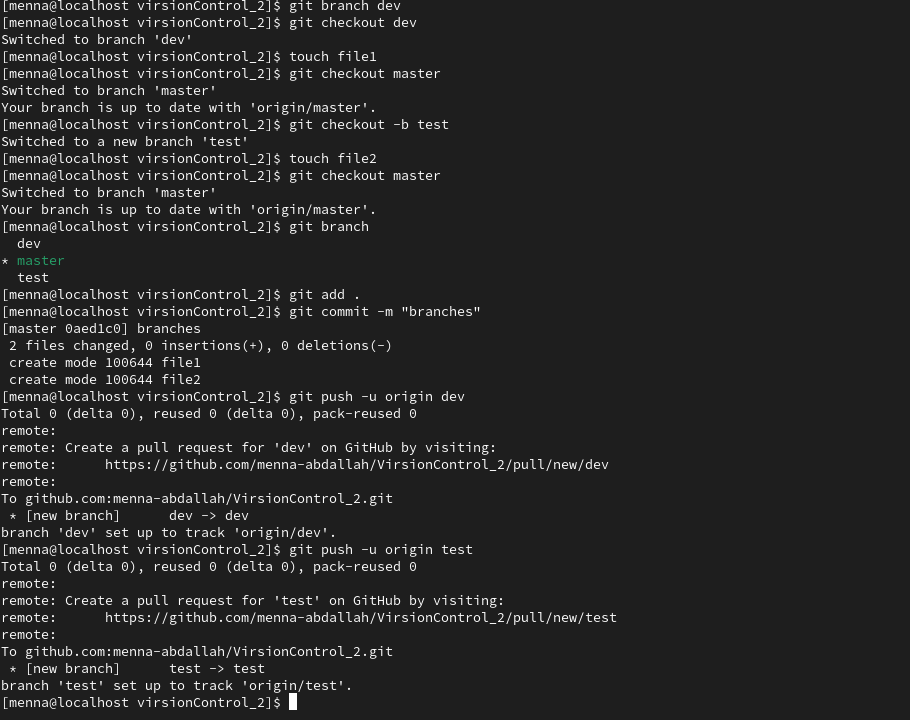 [menna@localhost virsionControl_2]$ git branch dev
[menna@localhost virsionControl_2]$ git checkout dev
Switched to branch 'dev'
[menna@localhost virsionControl_2]$ touch file1
[menna@localhost virsionControl_2]$ git checkout master
Switched to branch 'master'
Your branch is up to date with 'origin/master'.
[menna@localhost virsionControl_2]$ git checkout -b test
Switched to a new branch 'test'
[menna@localhost virsionControl_2]$ touch file2
[menna@localhost virsionControl_2]$ git checkout master
Switched to branch 'master'
Your branch is up to date with 'origin/master'.
[menna@localhost virsionControl_2]$ git branch
  dev
* master
  test
[menna@localhost virsionControl_2]$ git add .
[menna@localhost virsionControl_2]$ git commit -m "branches"
[master 0aed1c0] branches
 2 files changed, 0 insertions(+), 0 deletions(-)
 create mode 100644 file1
 create mode 100644 file2
[menna@localhost virsionControl_2]$ git push -u origin dev
Total 0 (delta 0), reused 0 (delta 0), pack-reused 0
remote:
remote: Create a pull request for 'dev' on GitHub by visiting:
remote:      https://github.com/menna-abdallah/VirsionControl_2/pull/new/dev
remote:
To github.com:menna-abdallah/VirsionControl_2.git
 * [new branch]      dev -> dev
branch 'dev' set up to track 'origin/dev'.
[menna@localhost virsionControl_2]$ git push -u origin test
Total 0 (delta 0), reused 0 (delta 0), pack-reused 0
remote:
remote: Create a pull request for 'test' on GitHub by visiting:
remote:      https://github.com/menna-abdallah/VirsionControl_2/pull/new/test
remote:
To github.com:menna-abdallah/VirsionControl_2.git
 * [new branch]      test -> test
branch 'test' set up to track 'origin/test'.
[menna@localhost virsionControl_2]$